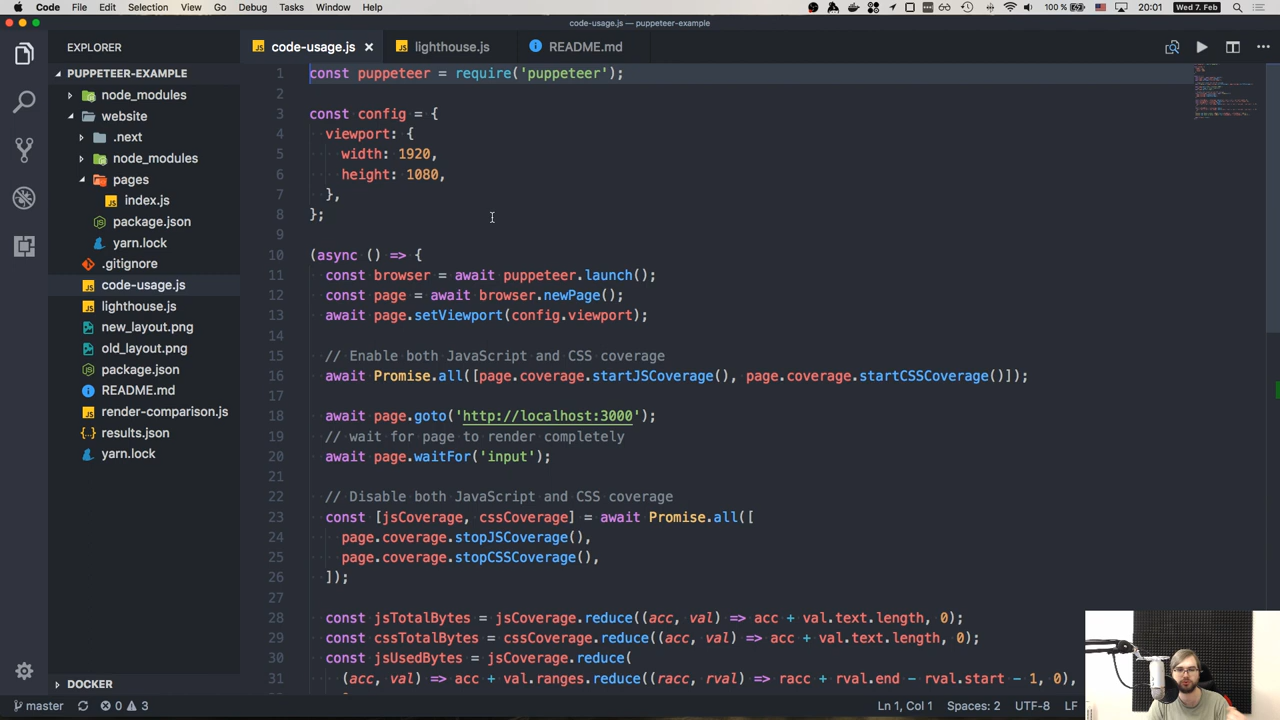 Code File Edit Selection View Go Debug Tasks Window Help 100 % 20:01 Wed 7. Feb
code-usage.js — puppeteer-example
EXPLORER
JS code-usage.js ×
JS lighthouse.js
README.md
PUPPETEER-EXAMPLE
node_modules
website
.next
node_modules
pages
JS index.js
package.json
yarn.lock
.gitignore
JS code-usage.js
JS lighthouse.js
new_layout.png
old_layout.png
package.json
README.md
JS render-comparison.js
{} results.json
yarn.lock
DOCKER
1 const puppeteer = require('puppeteer');
2
3 const config = {
4 viewport: {
5 width: 1920,
6 height: 1080,
7 },
8 };
9
10 (async () => {
11 const browser = await puppeteer.launch();
12 const page = await browser.newPage();
13 await page.setViewport(config.viewport);
14
15 // Enable both JavaScript and CSS coverage
16 await Promise.all([page.coverage.startJSCoverage(), page.coverage.startCSSCoverage()]);
17
18 await page.goto('http://localhost:3000');
19 // wait for page to render completely
20 await page.waitFor('input');
21
22 // Disable both JavaScript and CSS coverage
23 const [jsCoverage, cssCoverage] = await Promise.all([
24 page.coverage.stopJSCoverage(),
25 page.coverage.stopCSSCoverage(),
26 ]);
27
28 const jsTotalBytes = jsCoverage.reduce((acc, val) => acc + val.text.length, 0);
29 const cssTotalBytes = cssCoverage.reduce((acc, val) => acc + val.text.length, 0);
30 const jsUsedBytes = jsCoverage.reduce(
31 (acc, val) => acc + val.ranges.reduce((racc, rval) => racc + rval.end - rval.start - 1, 0),
master 0 3 Ln 1, Col 1 Spaces: 2 UTF-8 LF